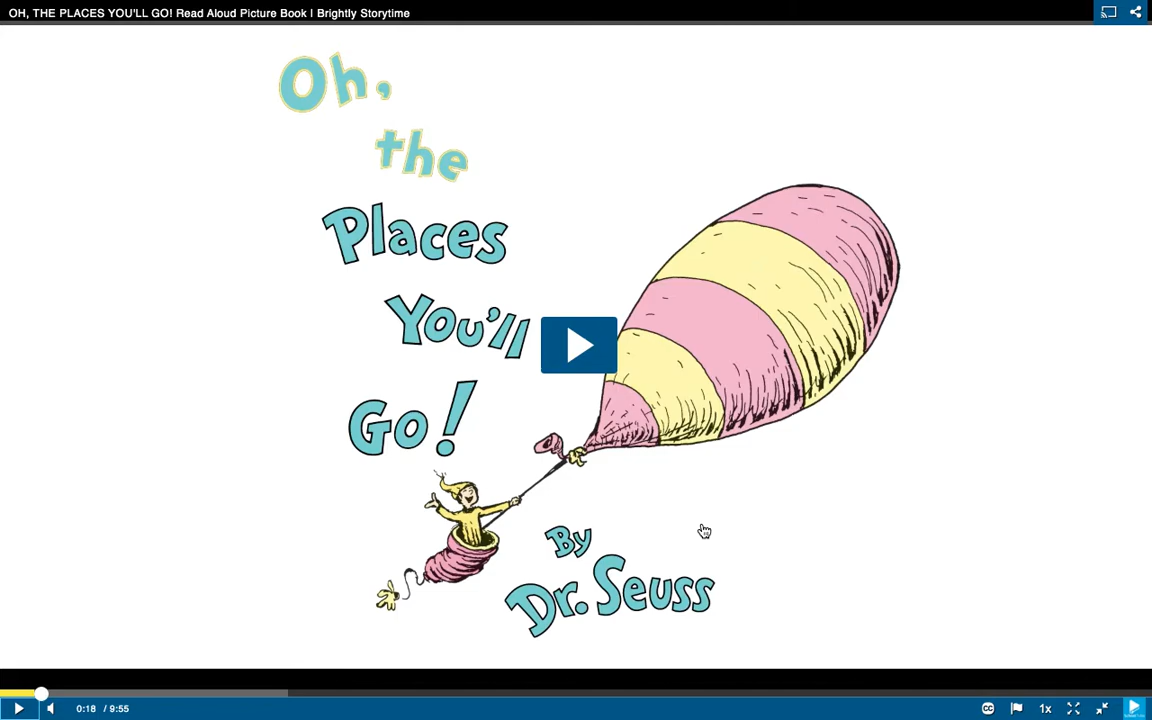 OH, THE PLACES YOU'LL GO! Read Aloud Picture Book | Brightly Storytime
Oh,
the
Places
You'll
Go!
By
Dr. Seuss
0:18 / 9:55
CC
1x